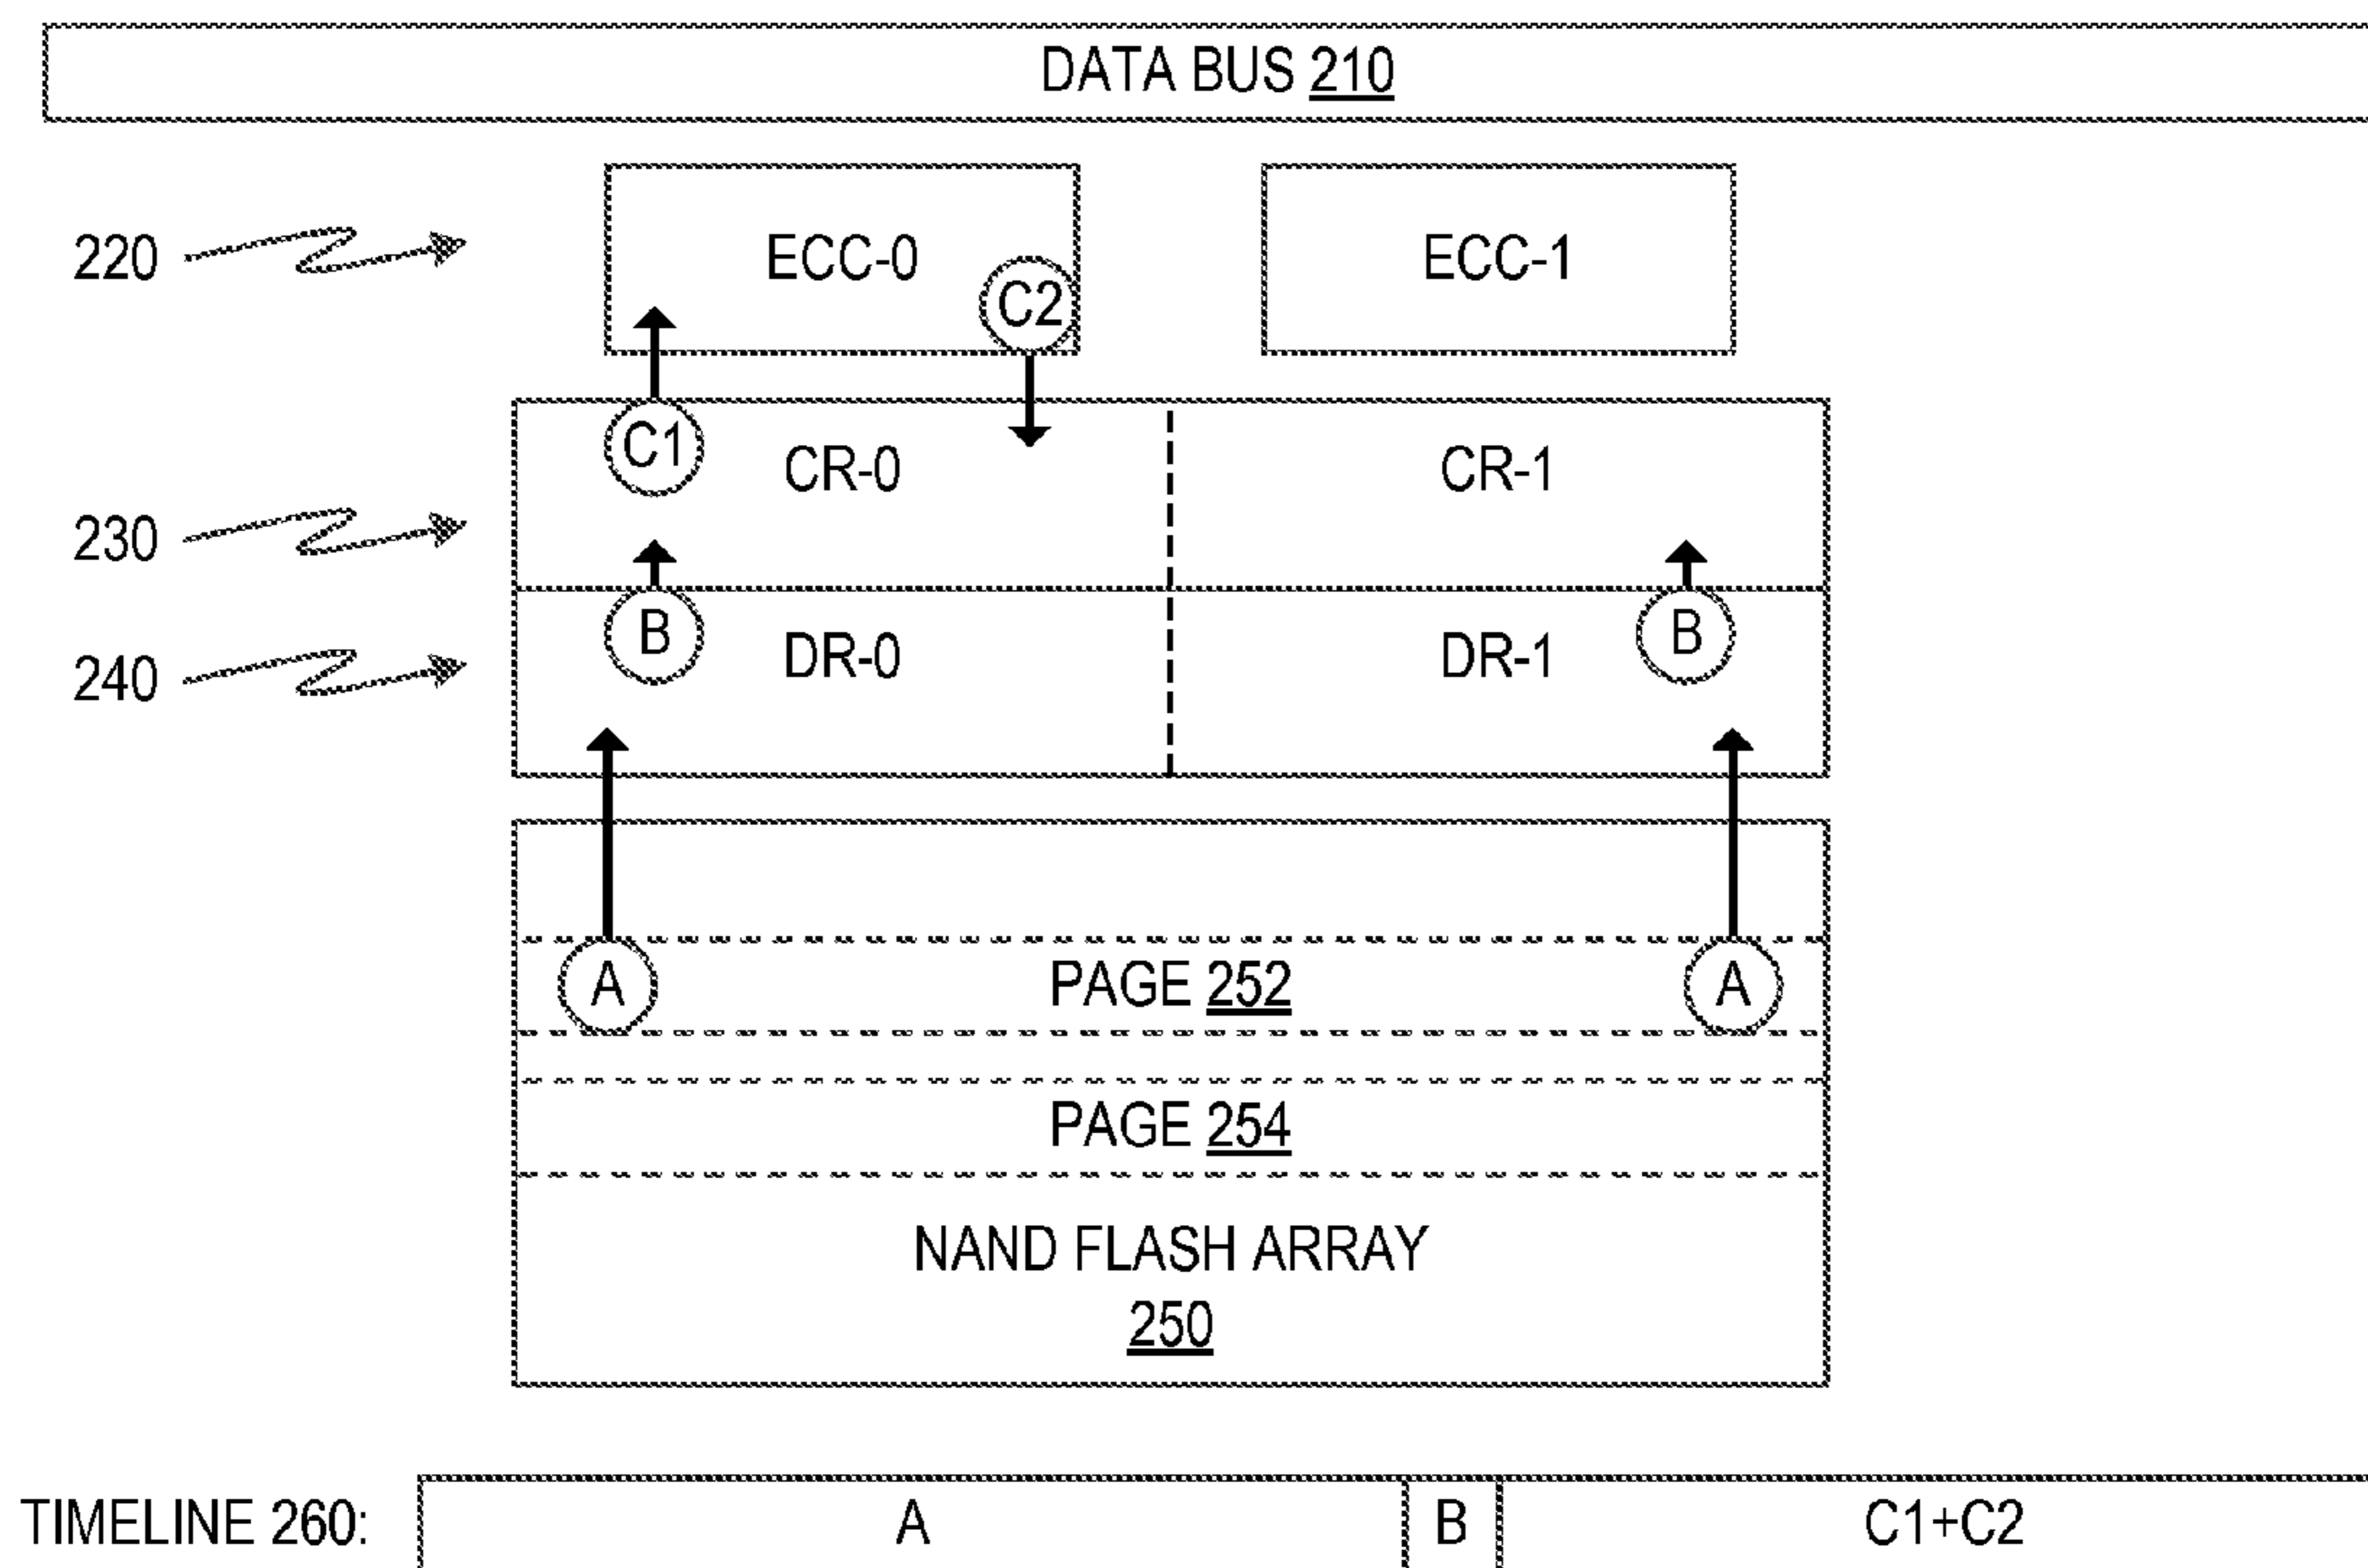 DATA BUS 210
220
ECC-0
C2
ECC-1
C1
CR-0
CR-1
230
B
DR-0
DR-1
B
240
A
PAGE 252
A
PAGE 254
NAND FLASH ARRAY
250
TIMELINE 260:
A
B
C1+C2